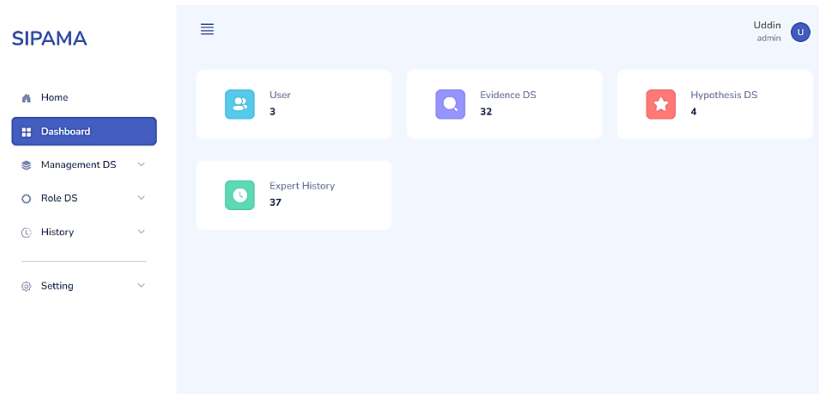 SIPAMA
Home
Dashboard
Management DS
Role DS
History
Setting
Uddin
admin
U
User
3
Evidence DS
32
Hypothesis DS
4
Expert History
37